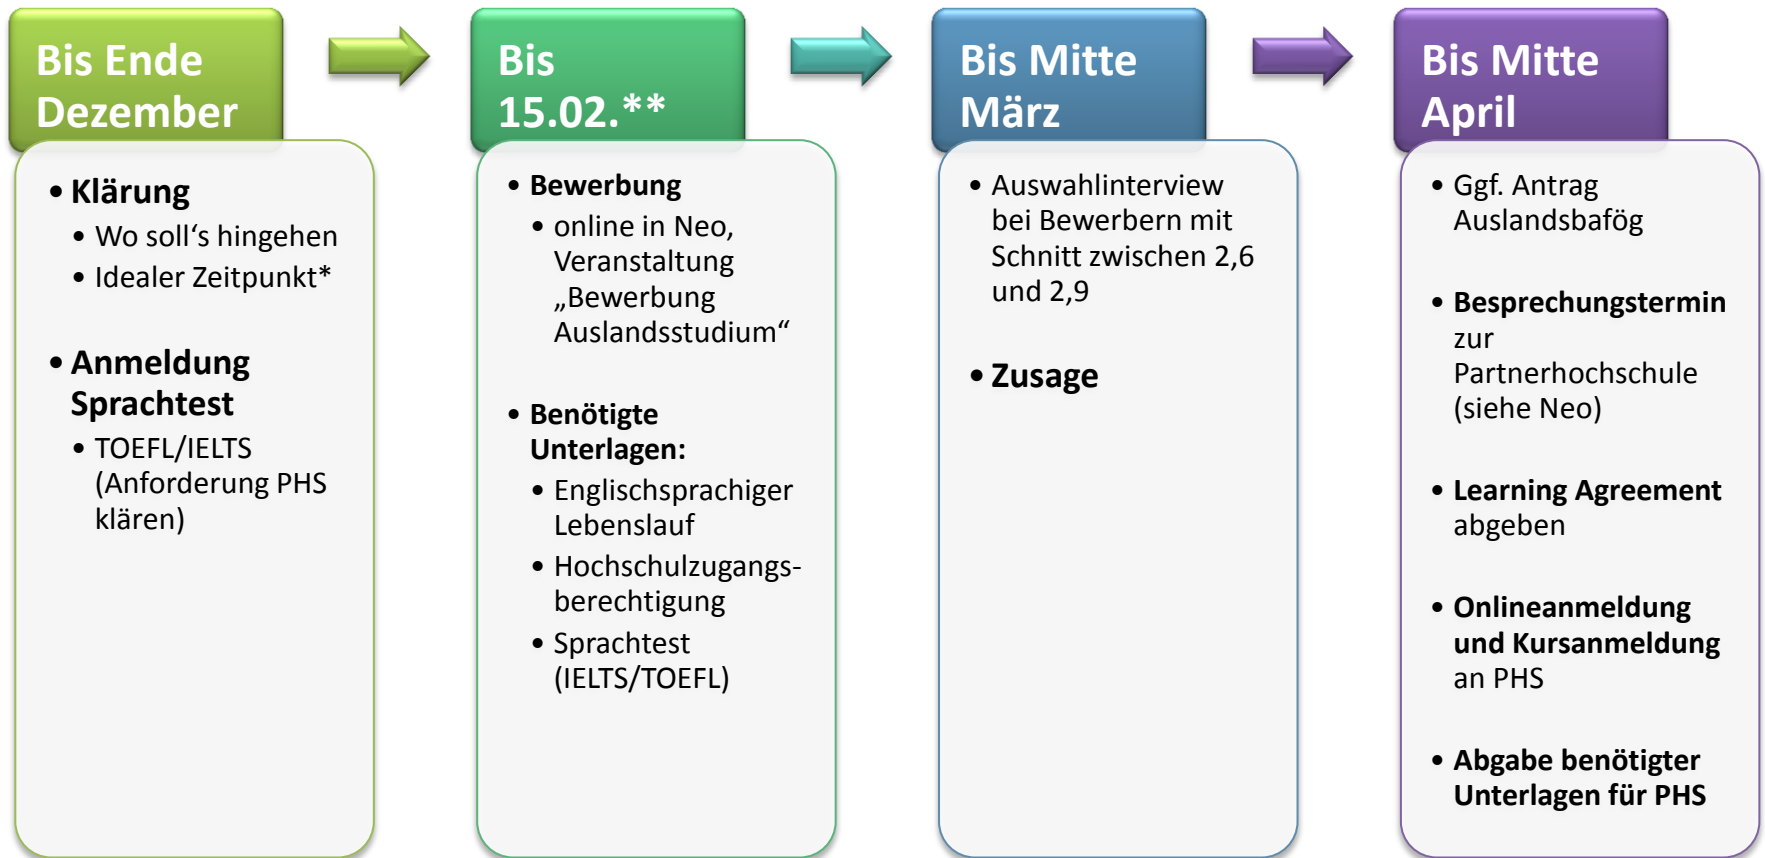 Bis Ende
Dezember
• Klärung
• Wo soll‘s hingehen
• Idealer Zeitpunkt*
• Anmeldung
Sprachtest
• TOEFL/IELTS
(Anforderung PHS
klären)
Bis
15.02.**
• Bewerbung
• online in Neo,
Veranstaltung
„Bewerbung
Auslandsstudium“
• Benötigte
Unterlagen:
• Englischsprachiger
Lebenslauf
• Hochschulzugangs-
berechtigung
• Sprachtest
(IELTS/TOEFL)
Bis Mitte
März
• Auswahlinterview
bei Bewerbern mit
Schnitt zwischen 2,6
und 2,9
• Zusage
Bis Mitte
April
• Ggf. Antrag
Auslandsbafög
• Besprechungstermin
zur
Partnerhochschule
(siehe Neo)
• Learning Agreement
abgeben
• Onlineanmeldung
und Kursanmeldung
an PHS
• Abgabe benötigter
Unterlagen für PHS